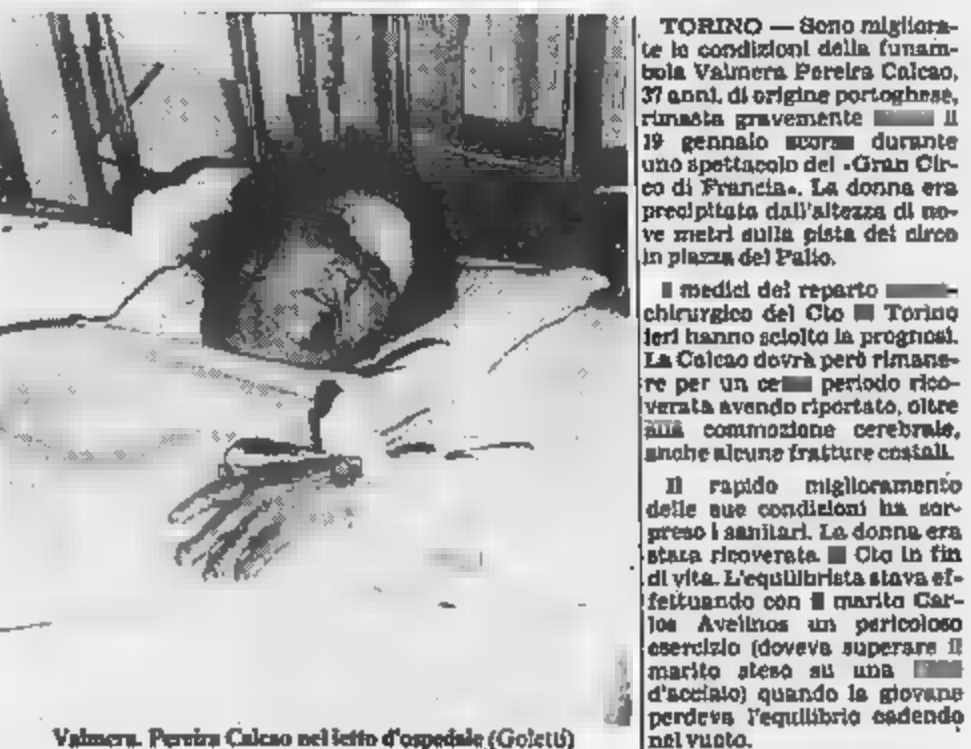 TORINO — Sono migliora-
te le condizioni della funam-
bola Valmera Pereira Calcao,
37 anni, di origine portoghese,
rimasta gravemente il
19 gennaio scorso durante
uno spettacolo del «Gran Cir-
co di Francia». La donna era
precipitata dall'altezza di no-
ve metri sulla pista del circo
in piazza del Palio.
I medici del reparto
chirurgico del Cto Torino
ieri hanno sciolto la prognosi.
La Calcao dovrà però rimane-
re per un periodo rico-
verata avendo riportato, oltre
alla commozione cerebrale,
anche alcune fratture costali.
Il rapido miglioramento
delle sue condizioni ha sor-
preso i sanitari. La donna era
stata ricoverata Cto in fin
di vita. L'equilibrista stava ef-
fettuando con il marito Car-
los Avelinos un pericoloso
esercizio (doveva superare il
marito steso su una
d'acciaio) quando la giovane
perdeva l'equilibrio cadendo
nel vuoto.
Valmera Pereira Calcao nel letto d'ospedale (Goletti)